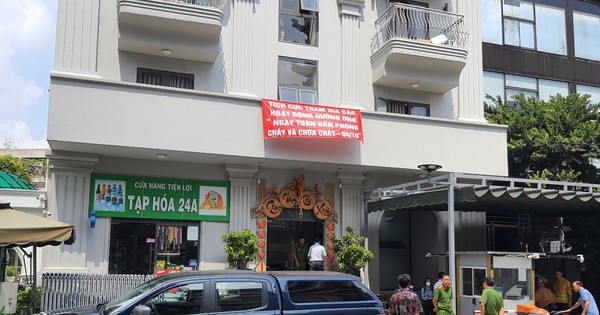 TÍCH CỰC THAM GIA CÁC
HOẠT ĐỘNG HƯỞNG ỨNG
" NGÀY TOÀN DÂN PHÒNG
CHÁY VÀ CHỮA CHÁY - 04/10"
CỬA HÀNG TIỆN LỢI
TẠP HÓA 24A